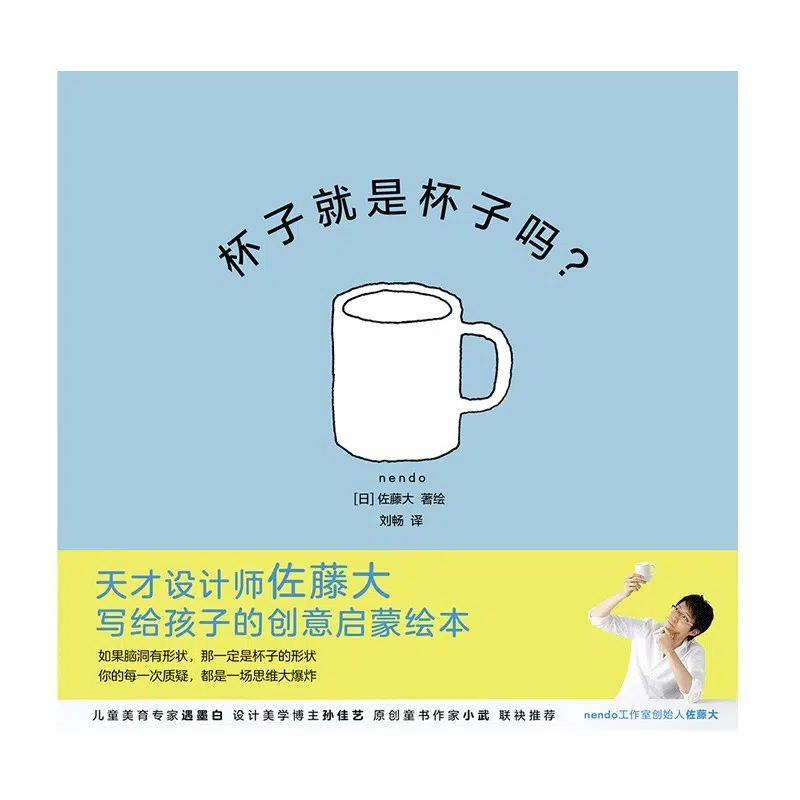 杯子就是杯子吗?
nendo
[日]佐藤大 著绘
刘畅 译
天才设计师佐藤大
写给孩子的创意启蒙绘本
如果脑洞有形状，那一定是杯子的形状
你的每一次质疑，都是一场思维大爆炸
儿童美育专家遇墨白 设计美学博主孙佳艺 原创童书作家小武 联袂推荐
nendo工作室创始人佐藤大